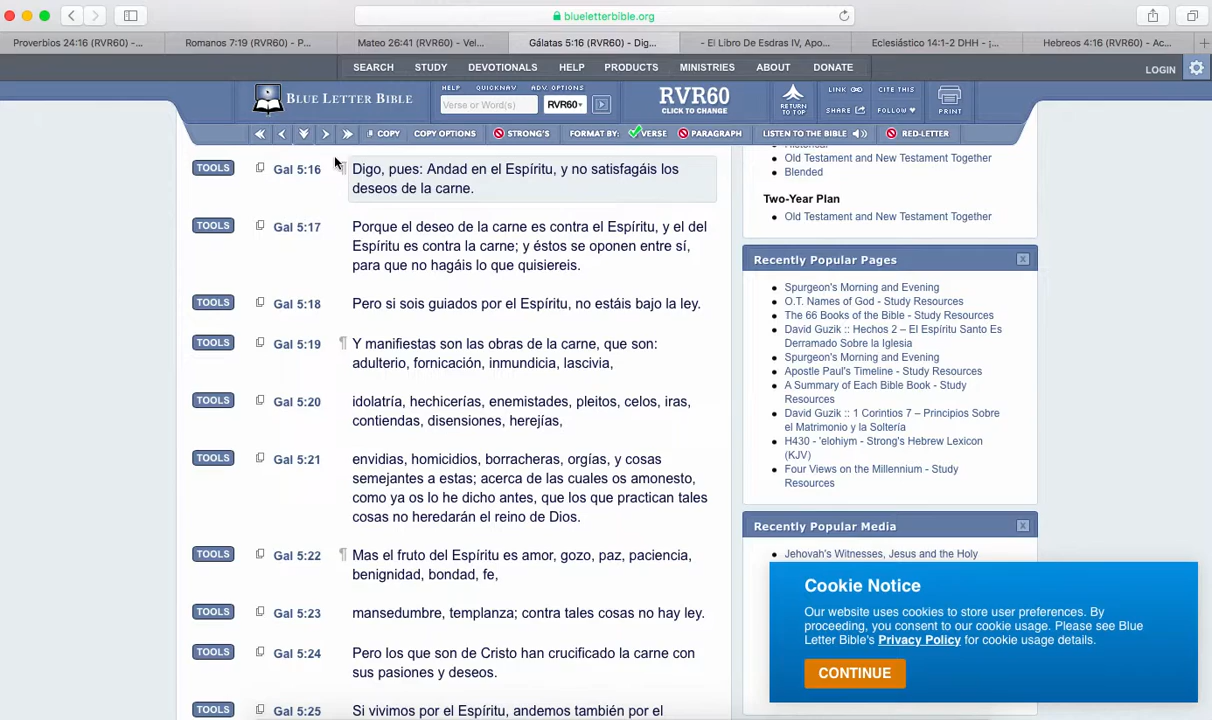 blueletterbible.org
Proverbios 24:16 (RVR60) -...
Romanos 7:19 (RVR60) - P...
Mateo 26:41 (RVR60) - Vel...
Gálatas 5:16 (RVR60) - Dig...
- El Libro De Esdras IV, Apo...
Eclesiástico 14:1-2 DHH - ¡...
Hebreos 4:16 (RVR60) - Ac...
SEARCH STUDY DEVOTIONALS HELP PRODUCTS MINISTRIES ABOUT DONATE
LOGIN
BLUE LETTER BIBLE
HELP QUICKNAV ADV. OPTIONS
Verse or Word(s) RVR60
RVR60
CLICK TO CHANGE
RETURN
TO TOP
LINK CITE THIS
SHARE FOLLOW
PRINT
COPY COPY OPTIONS STRONG'S FORMAT BY: VERSE PARAGRAPH LISTEN TO THE BIBLE RED-LETTER
TOOLS Gal 5:16 ¶ Digo, pues: Andad en el Espíritu, y no satisfagáis los
deseos de la carne.
TOOLS Gal 5:17 Porque el deseo de la carne es contra el Espíritu, y el del
Espíritu es contra la carne; y éstos se oponen entre sí,
para que no hagáis lo que quisiereis.
TOOLS Gal 5:18 Pero si sois guiados por el Espíritu, no estáis bajo la ley.
TOOLS Gal 5:19 ¶ Y manifiestas son las obras de la carne, que son:
adulterio, fornicación, inmundicia, lascivia,
TOOLS Gal 5:20 idolatría, hechicerías, enemistades, pleitos, celos, iras,
contiendas, disensiones, herejías,
TOOLS Gal 5:21 envidias, homicidios, borracheras, orgías, y cosas
semejantes a estas; acerca de las cuales os amonesto,
como ya os lo he dicho antes, que los que practican tales
cosas no heredarán el reino de Dios.
TOOLS Gal 5:22 ¶ Mas el fruto del Espíritu es amor, gozo, paz, paciencia,
benignidad, bondad, fe,
TOOLS Gal 5:23 mansedumbre, templanza; contra tales cosas no hay ley.
TOOLS Gal 5:24 Pero los que son de Cristo han crucificado la carne con
sus pasiones y deseos.
TOOLS Gal 5:25 Si vivimos por el Espíritu, andemos también por el
Old Testament and New Testament Together
Blended
Two-Year Plan
Old Testament and New Testament Together
Recently Popular Pages x
Spurgeon's Morning and Evening
O.T. Names of God - Study Resources
The 66 Books of the Bible - Study Resources
David Guzik :: Hechos 2 – El Espíritu Santo Es
Derramado Sobre la Iglesia
Spurgeon's Morning and Evening
Apostle Paul's Timeline - Study Resources
A Summary of Each Bible Book - Study
Resources
David Guzik :: 1 Corintios 7 – Principios Sobre
el Matrimonio y la Soltería
H430 - 'elohiym - Strong's Hebrew Lexicon
(KJV)
Four Views on the Millennium - Study
Resources
Recently Popular Media x
Jehovah's Witnesses, Jesus and the Holy
Cookie Notice
Our website uses cookies to store user preferences. By
proceeding, you consent to our cookie usage. Please see Blue
Letter Bible's Privacy Policy for cookie usage details.
CONTINUE